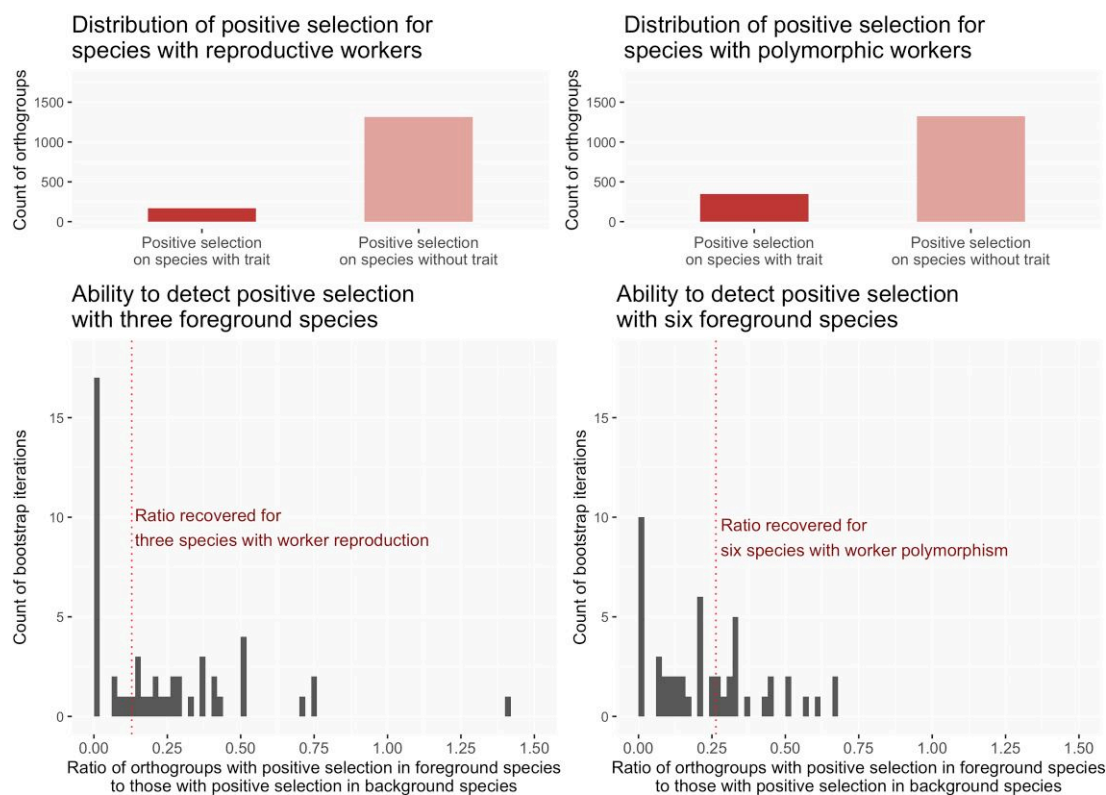 Distribution of positive selection for
species with reproductive workers
Count of orthogroups
1500
1000
500
0
Positive selection
on species with trait
Positive selection
on species without trait
Distribution of positive selection for
species with polymorphic workers
Count of orthogroups
1500
1000
500
0
Positive selection
on species with trait
Positive selection
on species without trait
Ability to detect positive selection
with three foreground species
Count of bootstrap iterations
15
10
5
0
Ratio recovered for
three species with worker reproduction
0.00 0.25 0.50 0.75 1.00 1.25 1.50
Ratio of orthogroups with positive selection in foreground species
to those with positive selection in background species
Ability to detect positive selection
with six foreground species
Count of bootstrap iterations
15
10
5
0
Ratio recovered for
six species with worker polymorphism
0.00 0.25 0.50 0.75 1.00 1.25 1.50
Ratio of orthogroups with positive selection in foreground species
to those with positive selection in background species